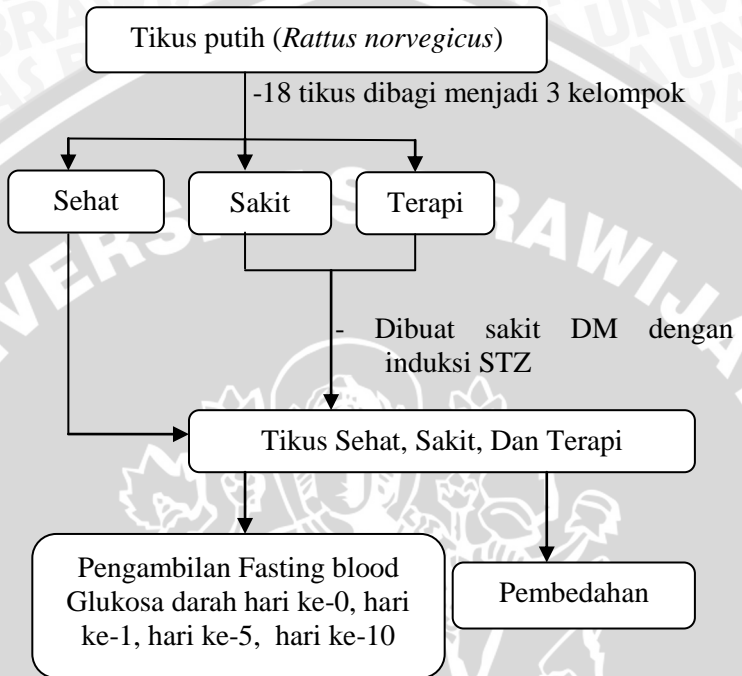 Tikus putih (Rattus norvegicus)
-18 tikus dibagi menjadi 3 kelompok
Sehat
Sakit
Terapi
- Dibuat sakit DM dengan
induksi STZ
Tikus Sehat, Sakit, Dan Terapi
Pengambilan Fasting blood
Glukosa darah hari ke-0, hari
ke-1, hari ke-5, hari ke-10
Pembedahan